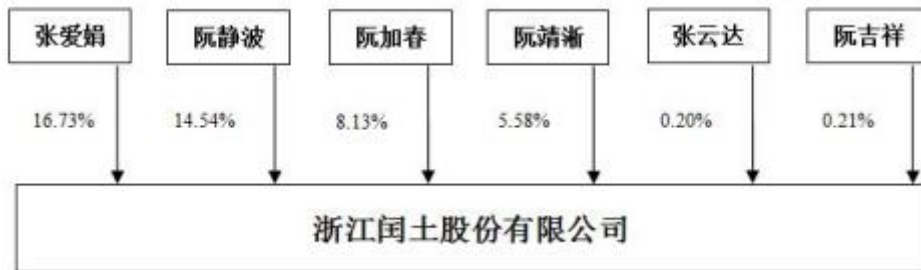 张爱娟 阮静波 阮加春 阮靖淅 张云达 阮吉祥
16.73% 14.54% 8.13% 5.58% 0.20% 0.21%
浙江闰土股份有限公司